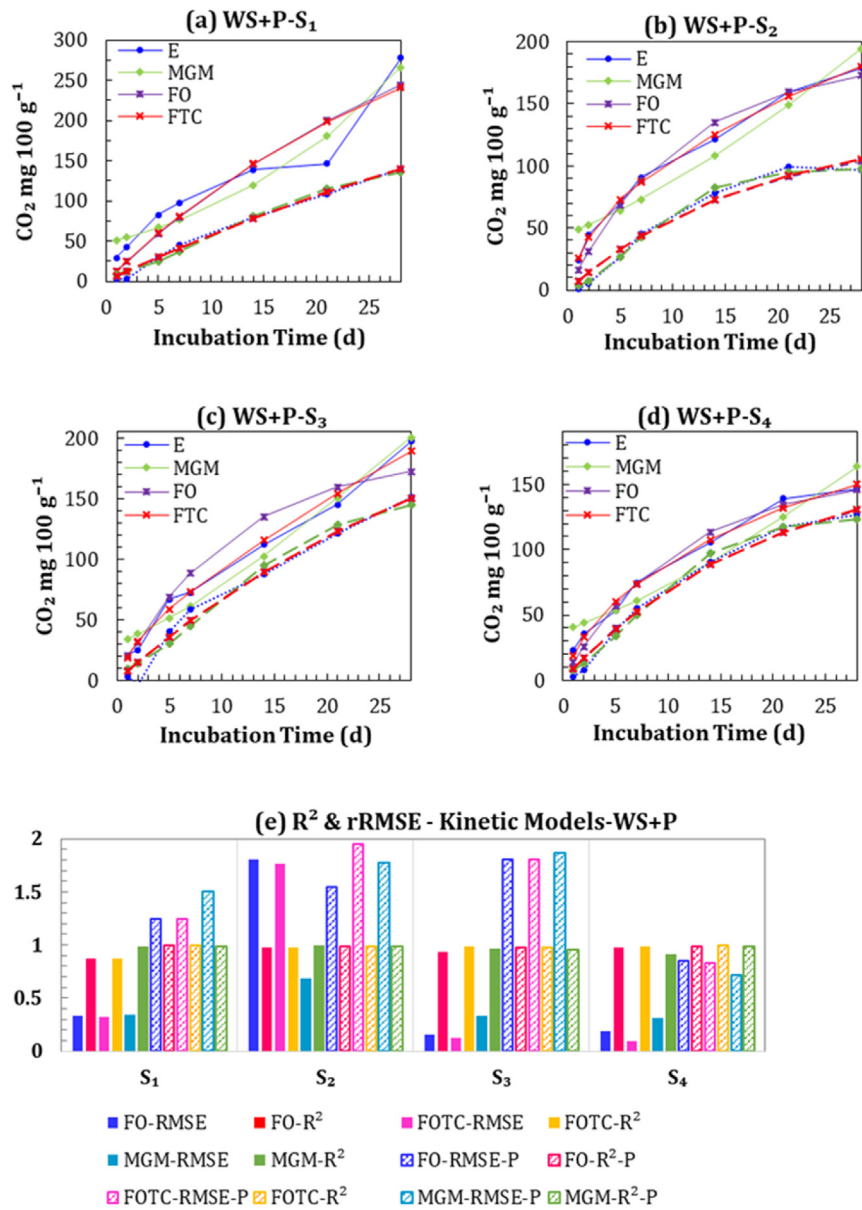 (a) WS+P-S₁
300
250
200
150
100
50
0
CO₂ mg 100 g⁻¹
E
MGM
FO
FTC
0 5 10 15 20 25
Incubation Time (d)
(b) WS+P-S₂
200
150
100
50
0
CO₂ mg 100 g⁻¹
E
MGM
FO
FTC
0 5 10 15 20 25
Incubation Time (d)
(c) WS+P-S₃
200
150
100
50
0
CO₂ mg 100 g⁻¹
E
MGM
FO
FTC
0 5 10 15 20 25
Incubation Time (d)
(d) WS+P-S₄
150
100
50
0
CO₂ mg 100 g⁻¹
E
MGM
FO
FTC
0 5 10 15 20 25
Incubation Time (d)
(e) R² & rRMSE - Kinetic Models-WS+P
2
1.5
1
0.5
0
S₁ S₂ S₃ S₄
FO-RMSE FO-R² FOTC-RMSE FOTC-R²
MGM-RMSE MGM-R² FO-RMSE-P FO-R²-P
FOTC-RMSE-P FOTC-R² MGM-RMSE-P MGM-R²-P